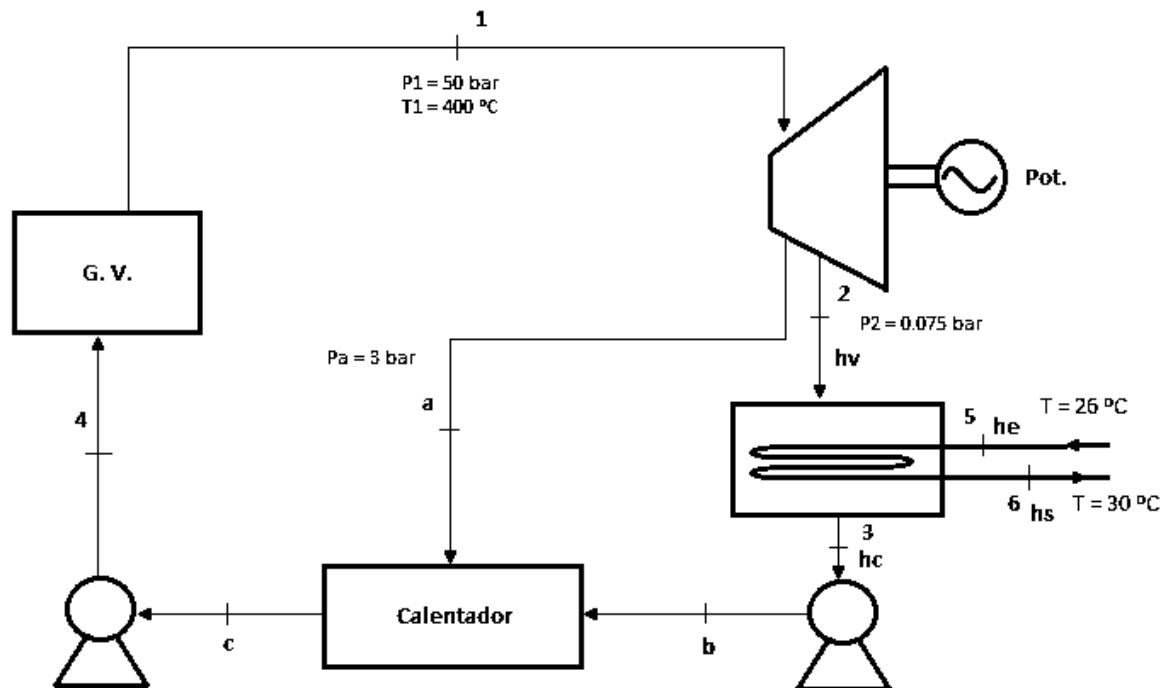 1
P1 = 50 bar
T1 = 400 ºC
Pot.
G. V.
2
P2 = 0.075 bar
Pa = 3 bar
hv
a
4
5
he
T = 26 ºC
6
hs
T = 30 ºC
3
hc
Calentador
c
b